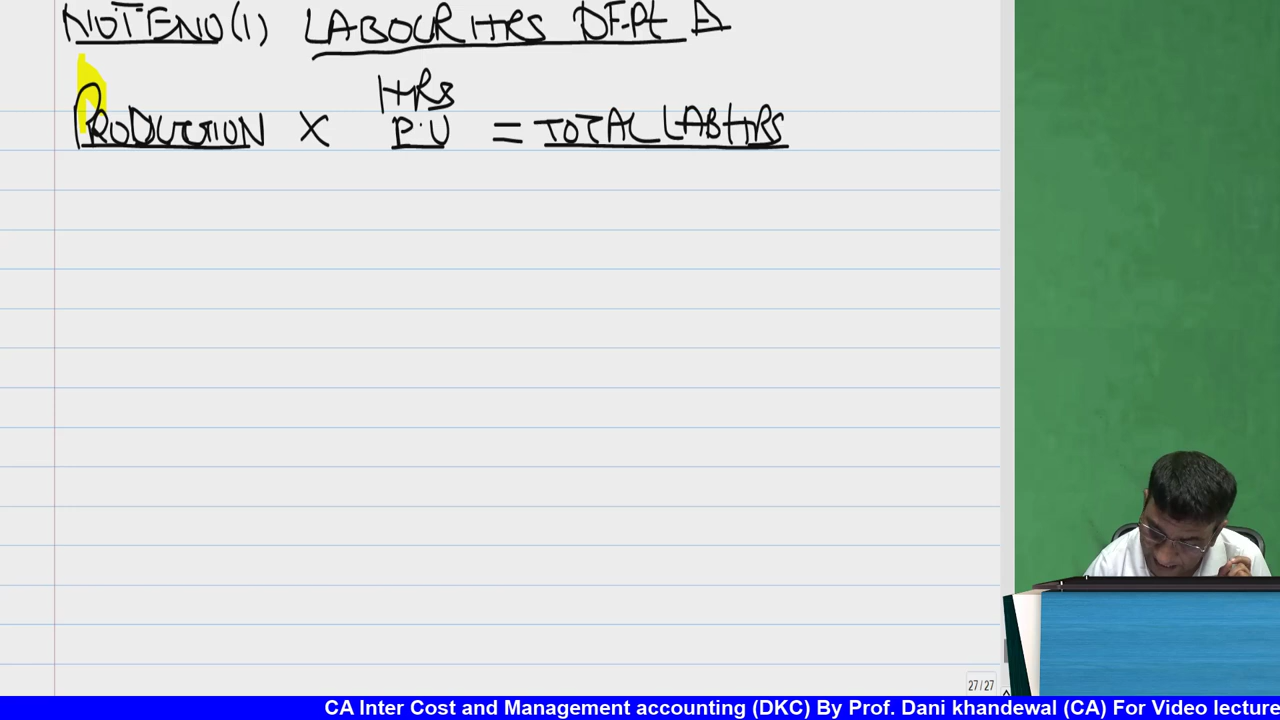 NOTE NO (1) LABOUR HRS DEPt A
HRS
PRODUCTION X P.U = TOTAL LAB HRS
27/27
CA Inter Cost and Management accounting (DKC) By Prof. Dani khandewal (CA) For Video lecture